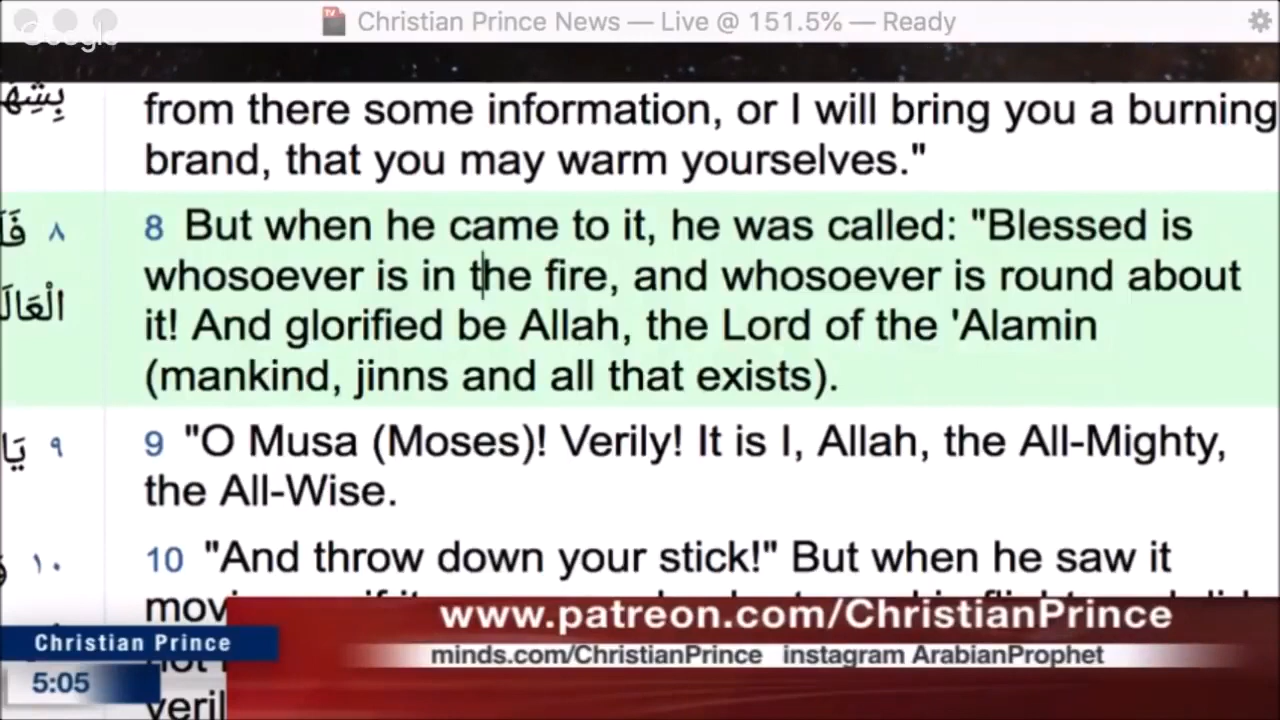 Christian Prince News — Live @ 151.5% — Ready
Google
from there some information, or I will bring you a burning
brand, that you may warm yourselves."
٨
8 But when he came to it, he was called: "Blessed is
whosoever is in the fire, and whosoever is round about
it! And glorified be Allah, the Lord of the 'Alamin
(mankind, jinns and all that exists).
٩ يَا
9 "O Musa (Moses)! Verily! It is I, Allah, the All-Mighty,
the All-Wise.
١٠
10 "And throw down your stick!" But when he saw it
www.patreon.com/ChristianPrince
Christian Prince
minds.com/ChristianPrince instagram ArabianProphet
5:05